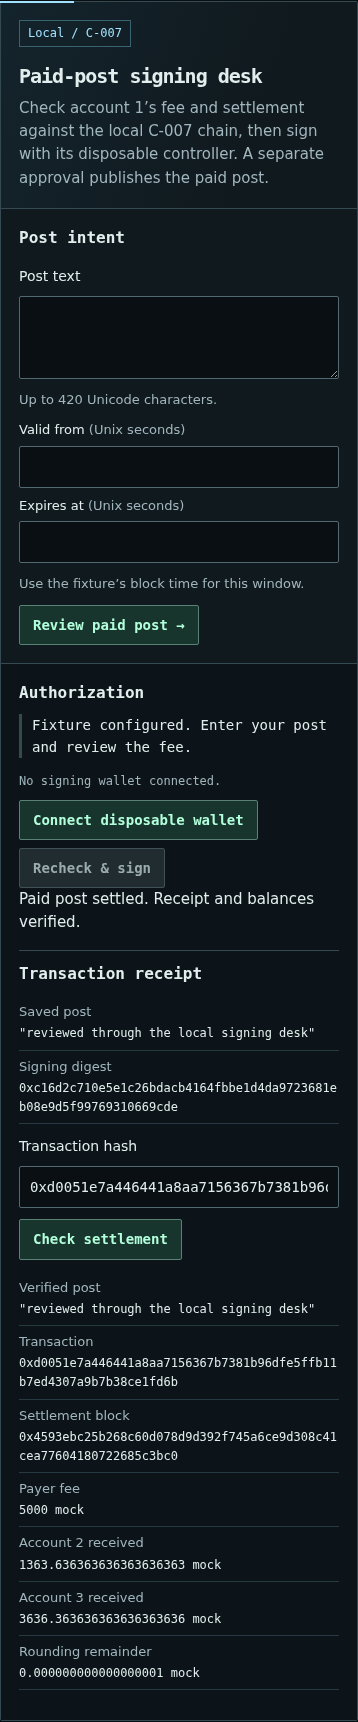 Local / C-007
Paid-post signing desk
Check account 1’s fee and settlement
against the local C-007 chain, then sign
with its disposable controller. A separate
approval publishes the paid post.
Post intent
Post text
Up to 420 Unicode characters.
Valid from (Unix seconds)
Expires at (Unix seconds)
Use the fixture’s block time for this window.
Review paid post →
Authorization
Fixture configured. Enter your post
and review the fee.
No signing wallet connected.
Connect disposable wallet
Recheck & sign
Paid post settled. Receipt and balances
verified.
Transaction receipt
Saved post
"reviewed through the local signing desk"
Signing digest
0xc16d2c710e5e1c26bdacb4164fbbe1d4da9723681e
b08e9d5f99769310669cde
Transaction hash
0xd0051e7a446441a8aa7156367b7381b96d
Check settlement
Verified post
"reviewed through the local signing desk"
Transaction
0xd0051e7a446441a8aa7156367b7381b96dfe5ffb11
b7ed4307a9b7b38ce1fd6b
Settlement block
0x4593ebc25b268c60d078d9d392f745a6ce9d308c41
cea77604180722685c3bc0
Payer fee
5000 mock
Account 2 received
1363.636363636363636363 mock
Account 3 received
3636.363636363636363636 mock
Rounding remainder
0.000000000000000001 mock